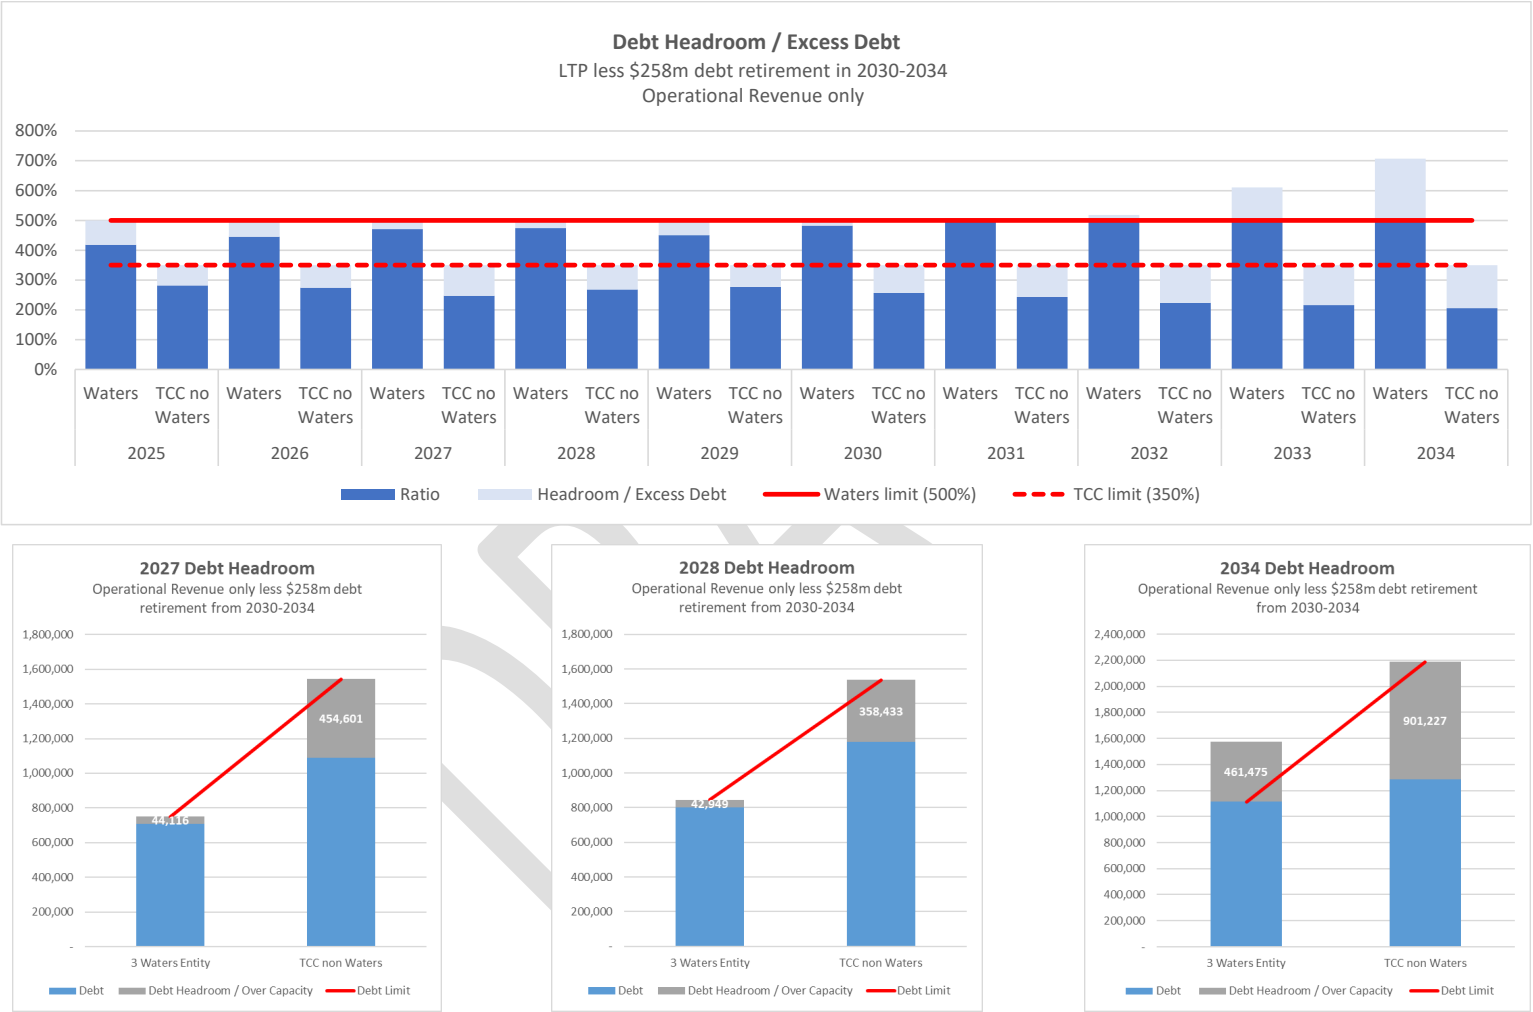 Debt Headroom / Excess Debt
LTP less $258m debt retirement in 2030-2034
Operational Revenue only
800%
700%
600%
500%
400%
300%
200%
100%
0%
Waters TCC no Waters TCC no Waters TCC no Waters TCC no Waters TCC no Waters TCC no Waters TCC no Waters TCC no Waters TCC no Waters TCC no
Waters Waters Waters Waters Waters Waters Waters Waters Waters Waters
2025 2026 2027 2028 2029 2030 2031 2032 2033 2034
Ratio Headroom / Excess Debt Waters limit (500%) TCC limit (350%)
2027 Debt Headroom
Operational Revenue only less $258m debt
retirement from 2030-2034
1,800,000
1,600,000
1,400,000
1,200,000
1,000,000
800,000
600,000
400,000
200,000
-
454,601
44,116
3 Waters Entity TCC non Waters
Debt Debt Headroom / Over Capacity Debt Limit
2028 Debt Headroom
Operational Revenue only less $258m debt
retirement from 2030-2034
1,800,000
1,600,000
1,400,000
1,200,000
1,000,000
800,000
600,000
400,000
200,000
-
358,433
42,949
3 Waters Entity TCC non Waters
Debt Debt Headroom / Over Capacity Debt Limit
2034 Debt Headroom
Operational Revenue only less $258m debt retirement
from 2030-2034
2,400,000
2,200,000
2,000,000
1,800,000
1,600,000
1,400,000
1,200,000
1,000,000
800,000
600,000
400,000
200,000
-
901,227
461,475
3 Waters Entity TCC non Waters
Debt Debt Headroom / Over Capacity Debt Limit